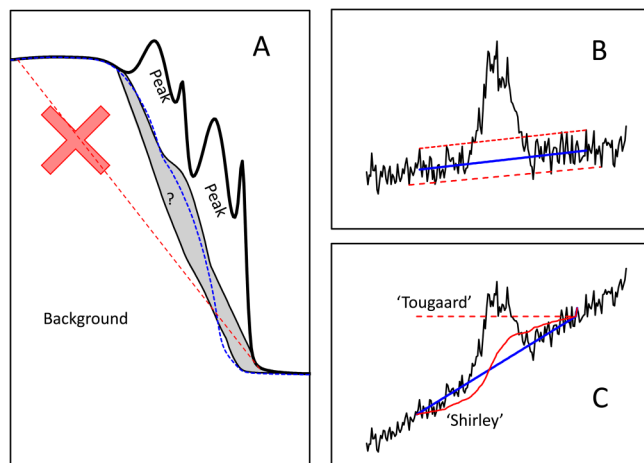 A
Peak
Peak
?
Background
B
‘Tougaard’
‘Shirley’
C